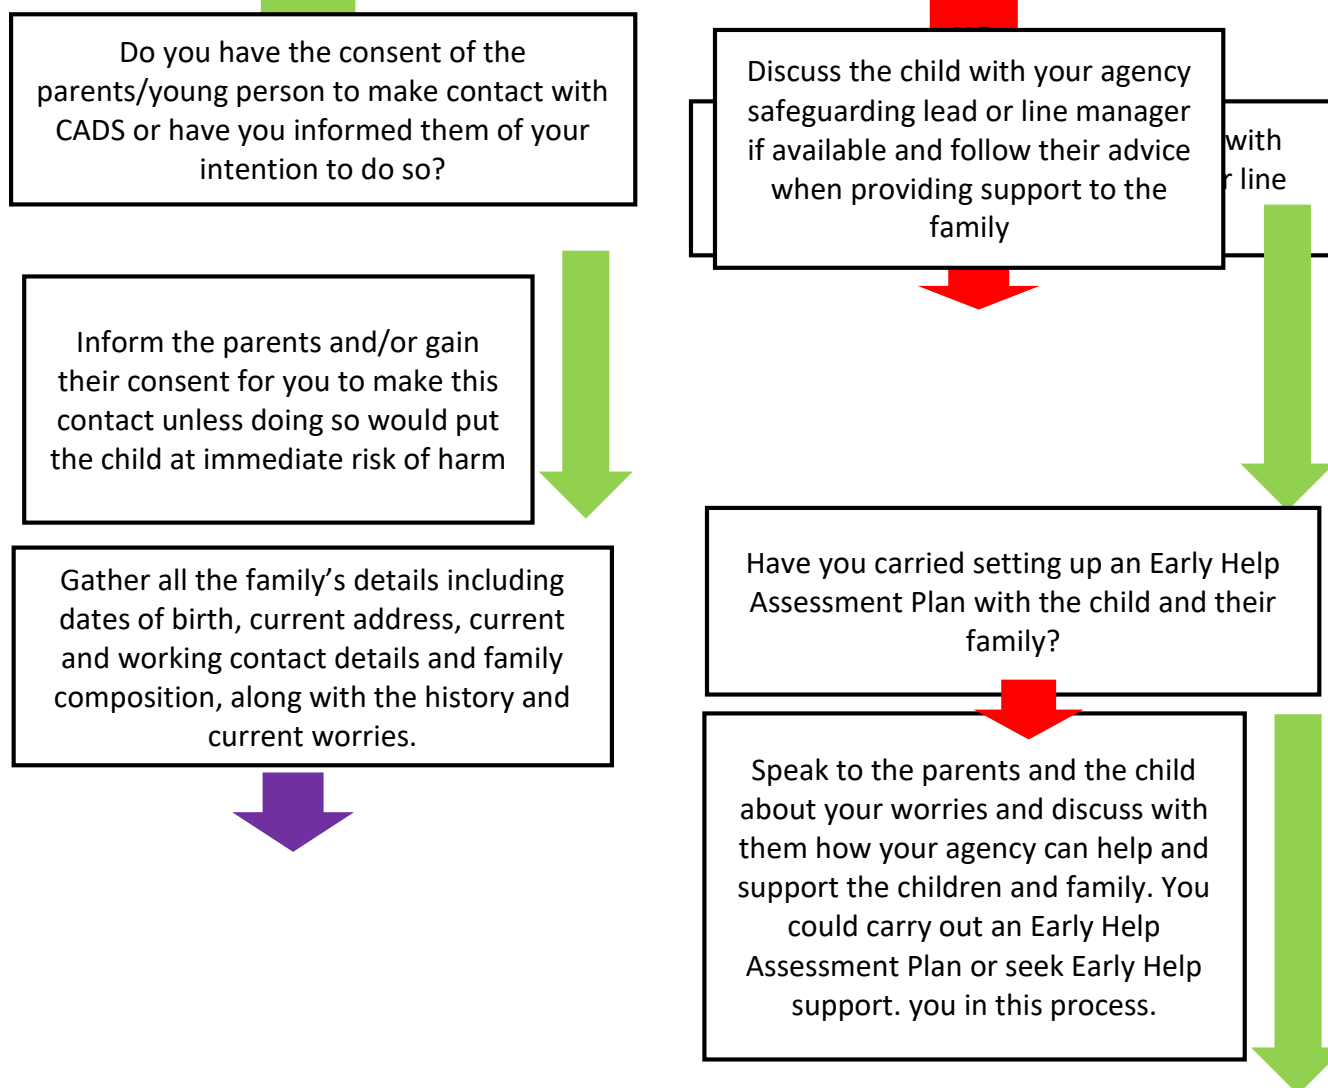 Do you have the consent of the
parents/young person to make contact with
CADS or have you informed them of your
intention to do so?
Discuss the child with your agency
safeguarding lead or line manager
if available and follow their advice
when providing support to the
family
with
line
Inform the parents and/or gain
their consent for you to make this
contact unless doing so would put
the child at immediate risk of harm
Gather all the family’s details including
dates of birth, current address, current
and working contact details and family
composition, along with the history and
current worries.
Have you carried setting up an Early Help
Assessment Plan with the child and their
family?
Speak to the parents and the child
about your worries and discuss with
them how your agency can help and
support the children and family. You
could carry out an Early Help
Assessment Plan or seek Early Help
support. you in this process.